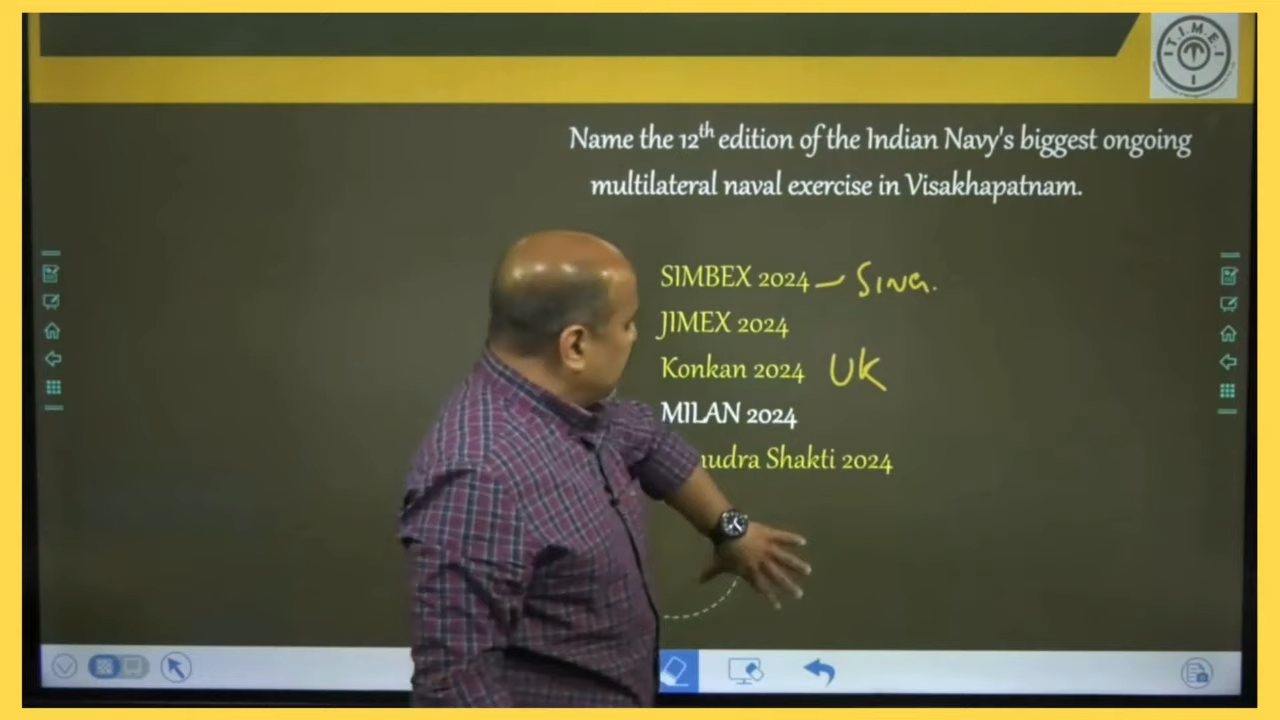 T.I.M.E.
Name the 12th edition of the Indian Navy's biggest ongoing
multilateral naval exercise in Visakhapatnam.
SIMBEX 2024 – SING.
JIMEX 2024
Konkan 2024 UK
MILAN 2024
udra Shakti 2024